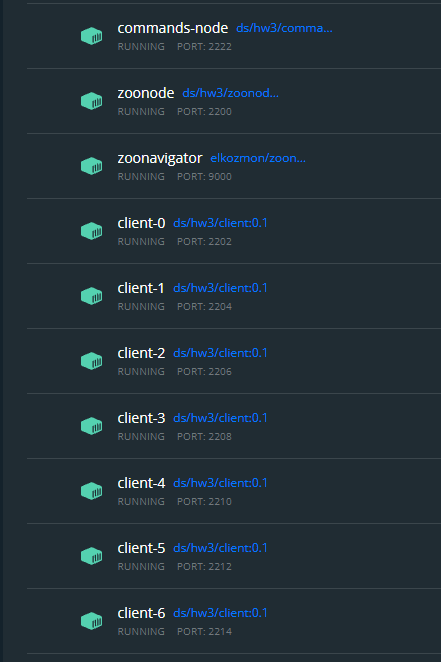 commands-node ds/hw3/comma...
RUNNING PORT: 2222
zoonode ds/hw3/zoonod...
RUNNING PORT: 2200
zoonavigator elkozmon/zoon...
RUNNING PORT: 9000
client-0 ds/hw3/client:0.1
RUNNING PORT: 2202
client-1 ds/hw3/client:0.1
RUNNING PORT: 2204
client-2 ds/hw3/client:0.1
RUNNING PORT: 2206
client-3 ds/hw3/client:0.1
RUNNING PORT: 2208
client-4 ds/hw3/client:0.1
RUNNING PORT: 2210
client-5 ds/hw3/client:0.1
RUNNING PORT: 2212
client-6 ds/hw3/client:0.1
RUNNING PORT: 2214